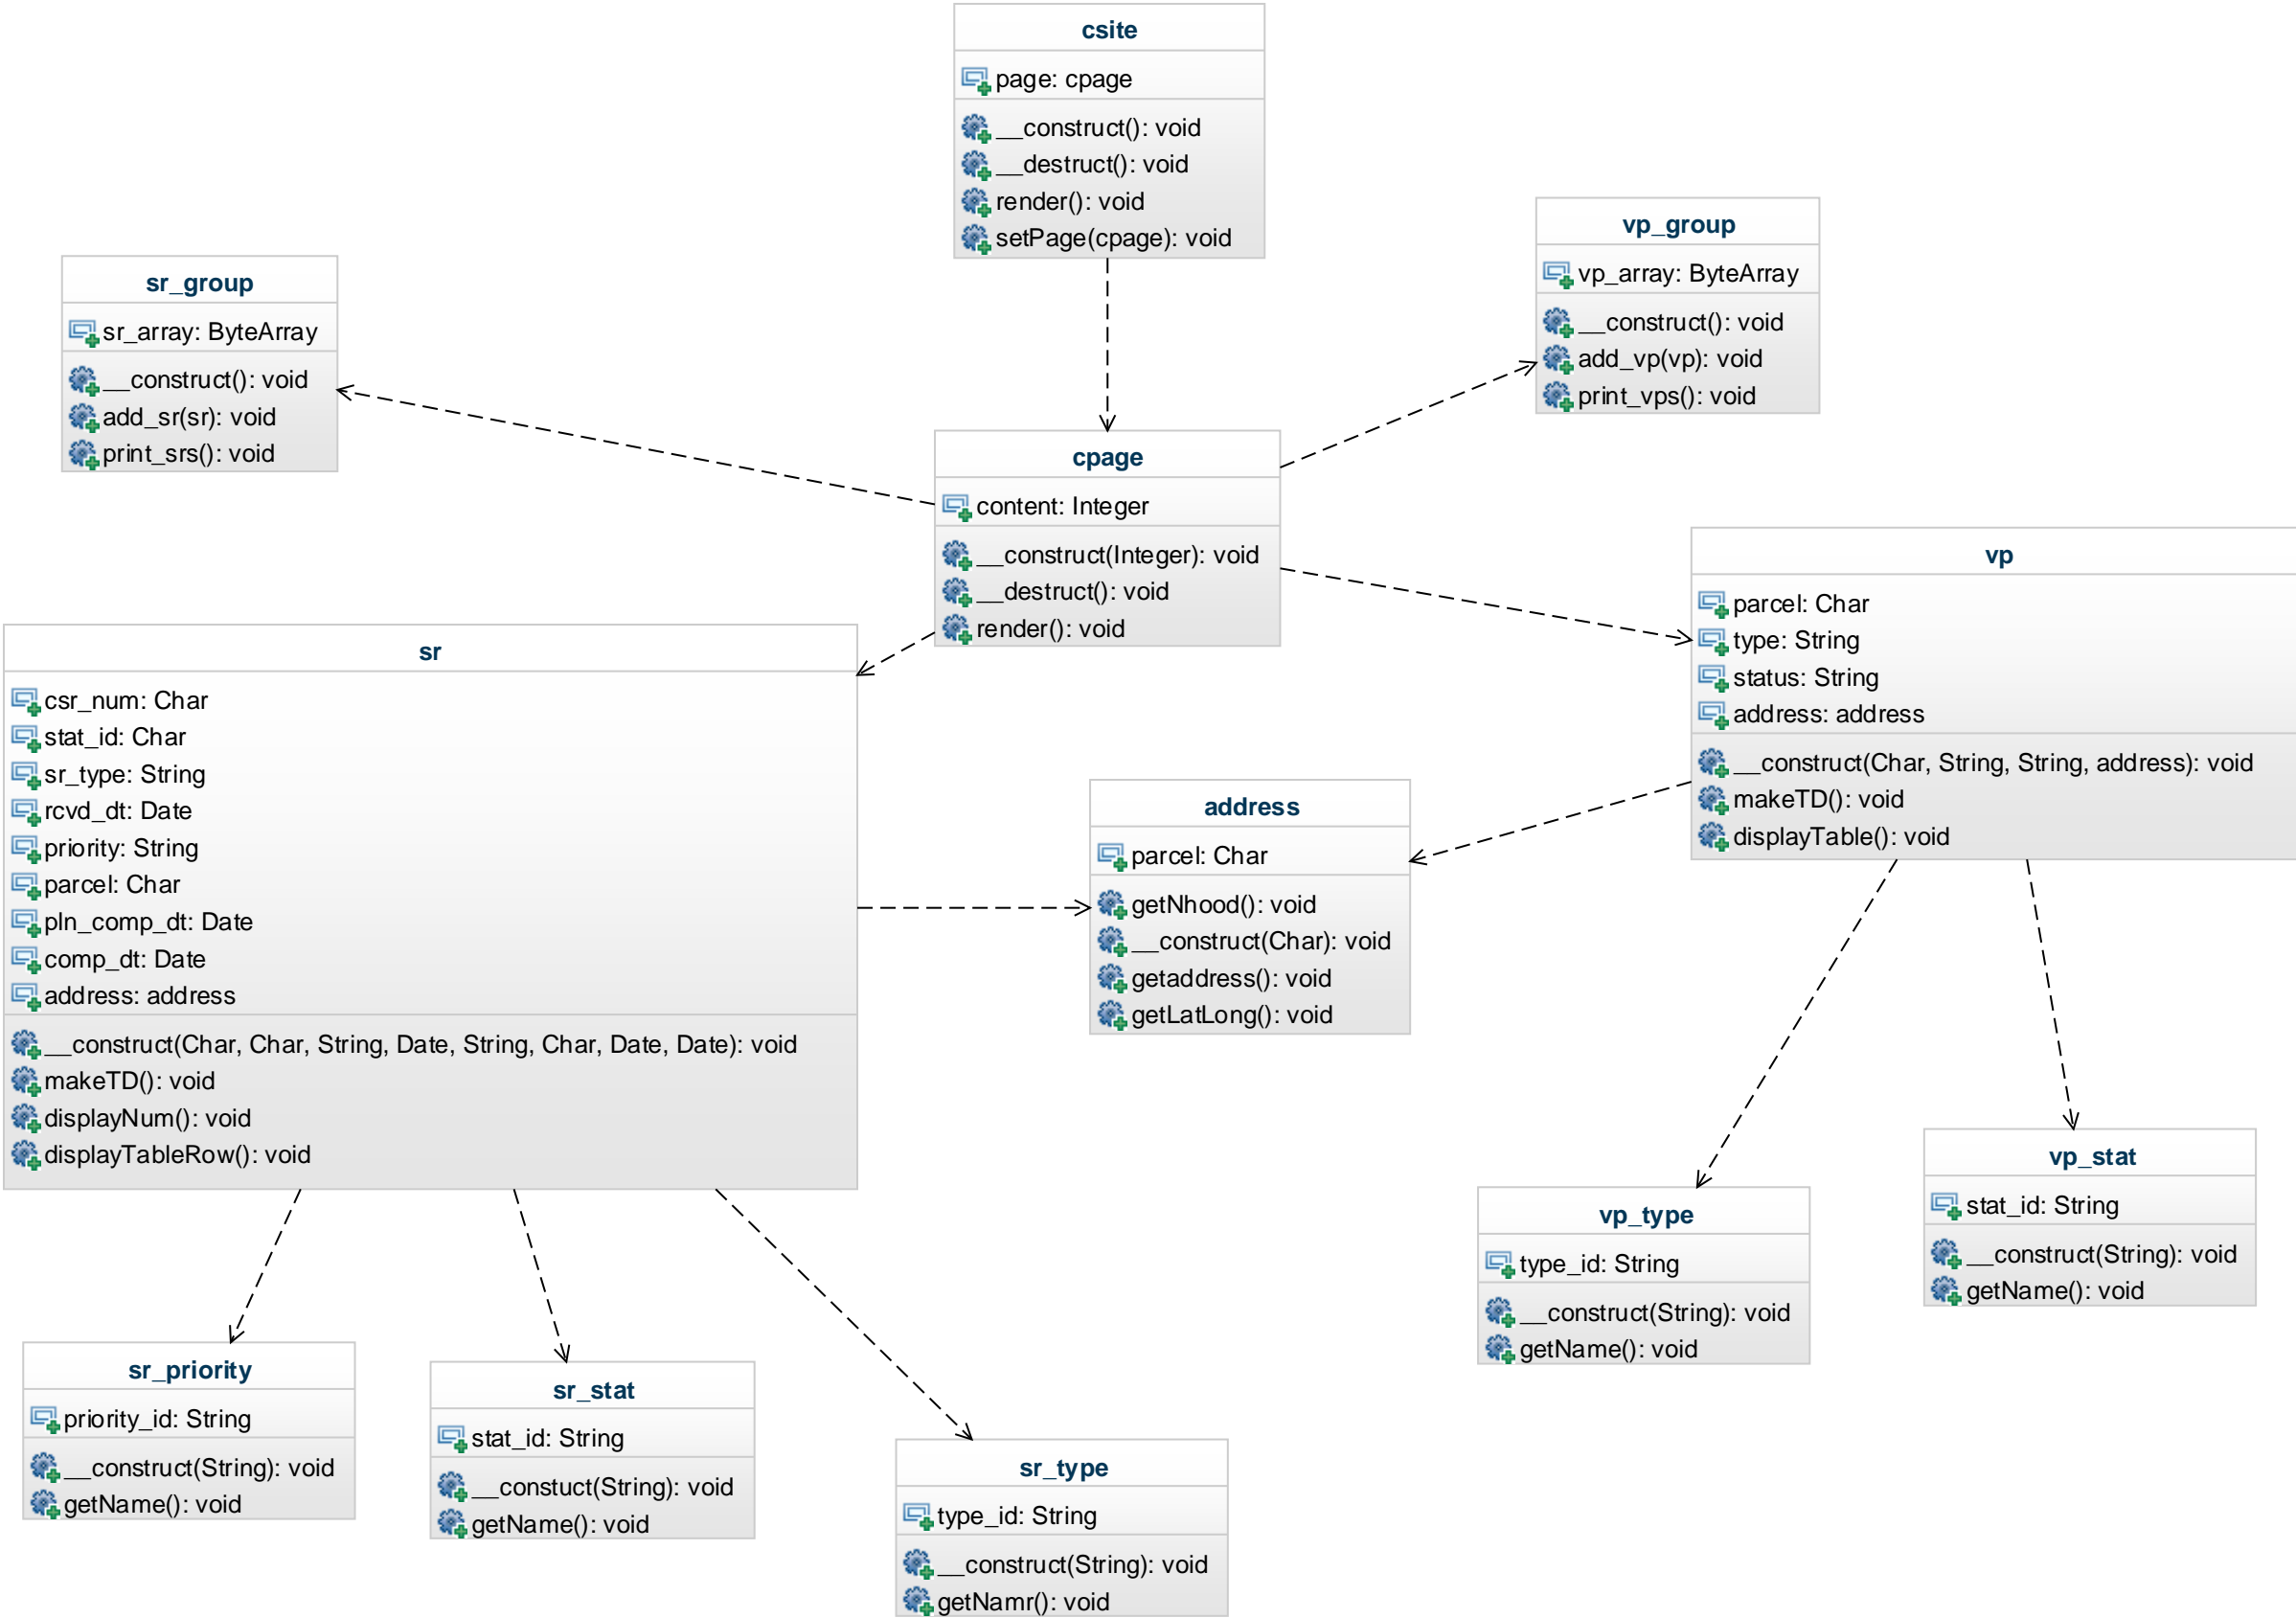 csite
page: cpage
__construct(): void
__destruct(): void
render(): void
setPage(cpage): void
vp_group
vp_array: ByteArray
__construct(): void
add_vp(vp): void
print_vps(): void
sr_group
sr_array: ByteArray
__construct(): void
add_sr(sr): void
print_srs(): void
cpage
content: Integer
__construct(Integer): void
__destruct(): void
render(): void
vp
parcel: Char
type: String
status: String
address: address
__construct(Char, String, String, address): void
makeTD(): void
displayTable(): void
sr
csr_num: Char
stat_id: Char
sr_type: String
rcvd_dt: Date
priority: String
parcel: Char
pln_comp_dt: Date
comp_dt: Date
address: address
__construct(Char, Char, String, Date, String, Char, Date, Date): void
makeTD(): void
displayNum(): void
displayTableRow(): void
address
parcel: Char
getNhood(): void
__construct(Char): void
getaddress(): void
getLatLong(): void
vp_stat
stat_id: String
__construct(String): void
getName(): void
vp_type
type_id: String
__construct(String): void
getName(): void
sr_priority
priority_id: String
__construct(String): void
getName(): void
sr_stat
stat_id: String
__constuct(String): void
getName(): void
sr_type
type_id: String
__construct(String): void
getNamr(): void